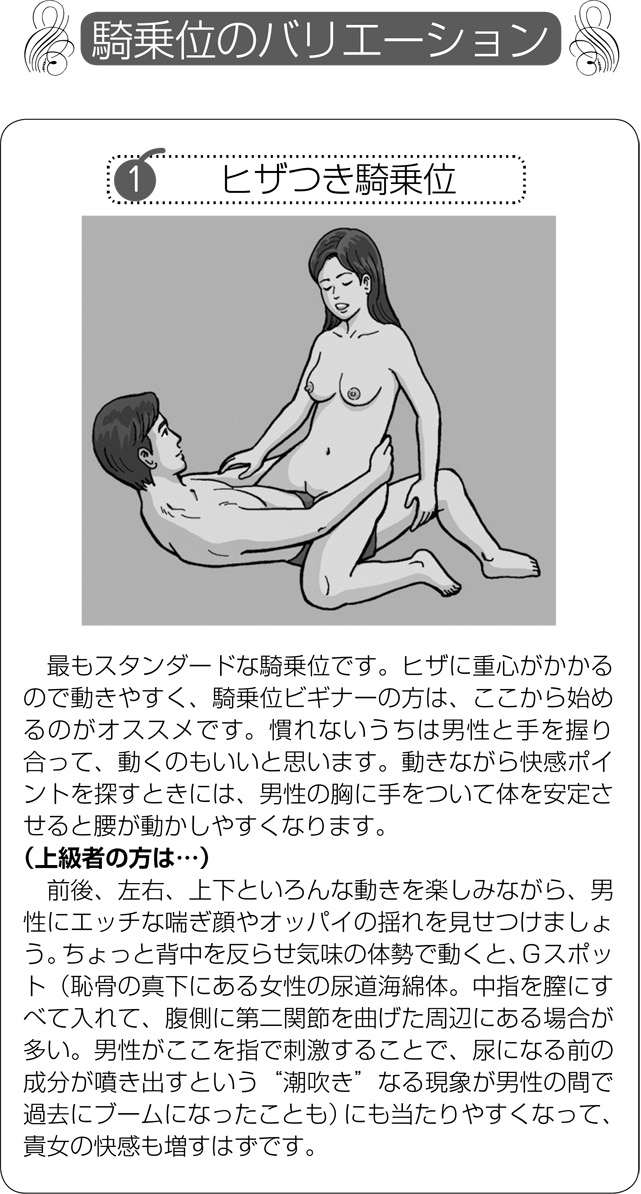 騎乗位のバリエーション
1 ヒザつき騎乗位
最もスタンダードな騎乗位です。ヒザに重心がかかる
ので動きやすく、騎乗位ビギナーの方は、ここから始め
るのがオススメです。慣れないうちは男性と手を握り
合って、動くのもいいと思います。動きながら快感ポイ
ントを探すときには、男性の胸に手をついて体を安定さ
せると腰が動かしやすくなります。
(上級者の方は…)
前後、左右、上下といろんな動きを楽しみながら、男
性にエッチな喘ぎ顔やオッパイの揺れを見せつけましょ
う。ちょっと背中を反らせ気味の体勢で動くと、Gスポッ
ト(恥骨の真下にある女性の尿道海綿体。中指を膣にす
べて入れて、腹側に第二関節を曲げた周辺にある場合が
多い。男性がここを指で刺激することで、尿になる前の
成分が噴き出すという“潮吹き”なる現象が男性の間で
過去にブームになったことも)にも当たりやすくなって、
貴女の快感も増すはずです。